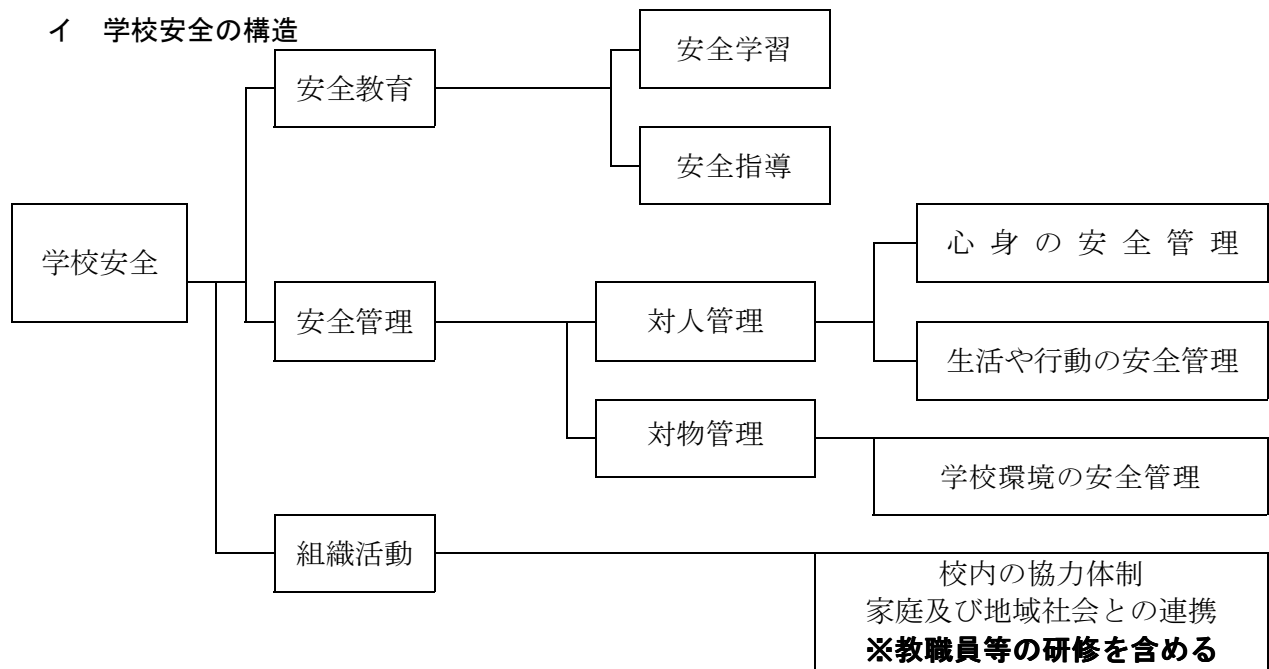 イ 学校安全の構造
安全教育
安全学習
安全指導
学校安全
安全管理
対人管理
心身の安全管理
生活や行動の安全管理
対物管理
学校環境の安全管理
組織活動
校内の協力体制
家庭及び地域社会との連携
※教職員等の研修を含める